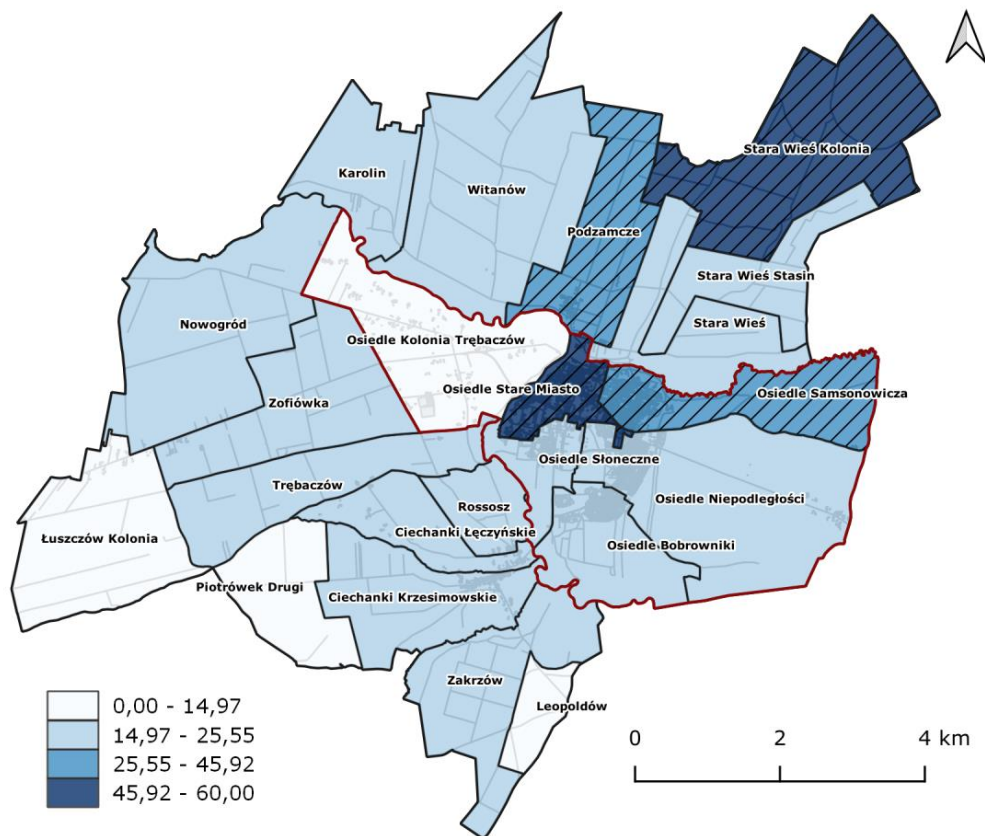 Stara Wieś Kolonia
Karolin
Witanów
Podzamcze
Stara Wieś Stasin
Nowogród
Stara Wieś
Osiedle Kolonia Trębaczów
Osiedle Stare Miasto
Osiedle Samsonowicza
Zofiówka
Osiedle Słoneczne
Trębaczów
Osiedle Niepodległości
Rossosz
Łuszczów Kolonia
Ciechanki Łęczyńskie
Osiedle Bobrowniki
Piotrówek Drugi
Ciechanki Krzesimowskie
Zakrzów
Leopoldów
0,00 - 14,97
14,97 - 25,55
25,55 - 45,92
45,92 - 60,00
0 2 4 km